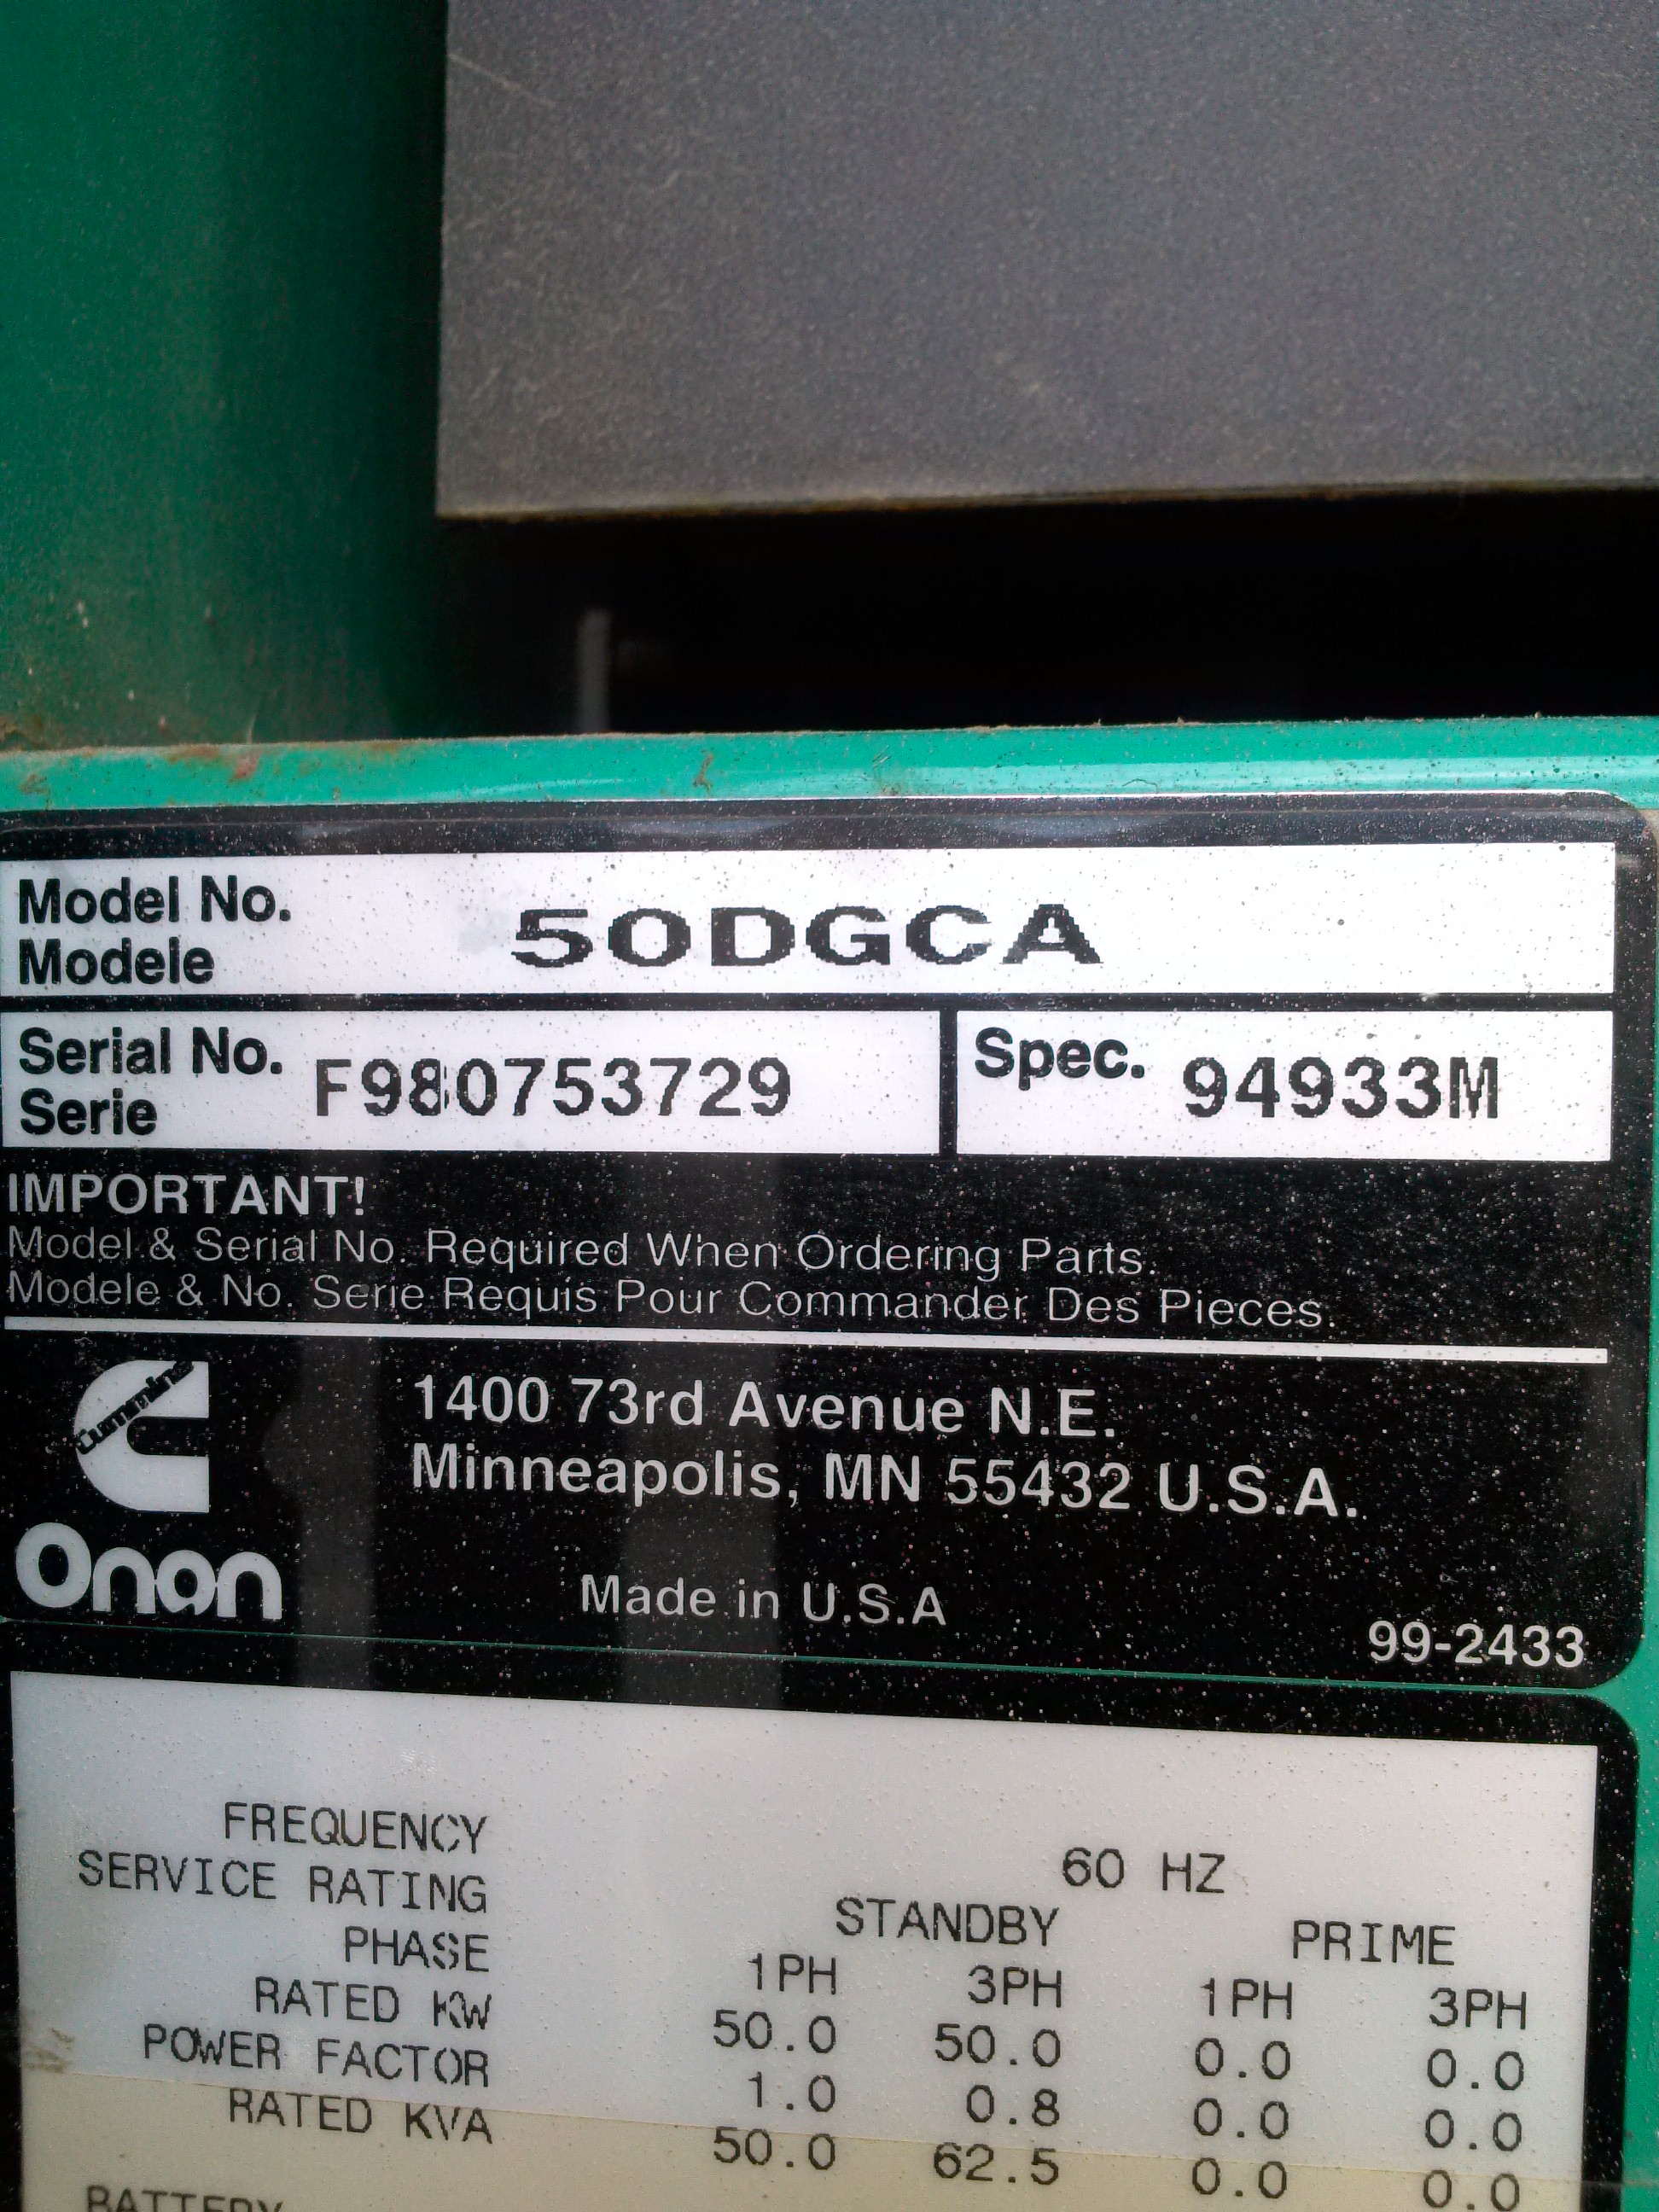 Model No.
Modele
50DGCA
Serial No.
Serie
F980753729
Spec.
94933M
IMPORTANT!
Model & Serial No. Required When Ordering Parts.
Modele & No. Serie Requis Pour Commander Des Pieces.
Cummins
Onan
1400 73rd Avenue N.E.
Minneapolis, MN 55432 U.S.A.
Made in U.S.A
99-2433
FREQUENCY 60 HZ
SERVICE RATING STANDBY PRIME
PHASE 1PH 3PH 1PH 3PH
RATED KW 50.0 50.0 0.0 0.0
POWER FACTOR 1.0 0.8 0.0 0.0
RATED KVA 50.0 62.5 0.0 0.0
BATTERY